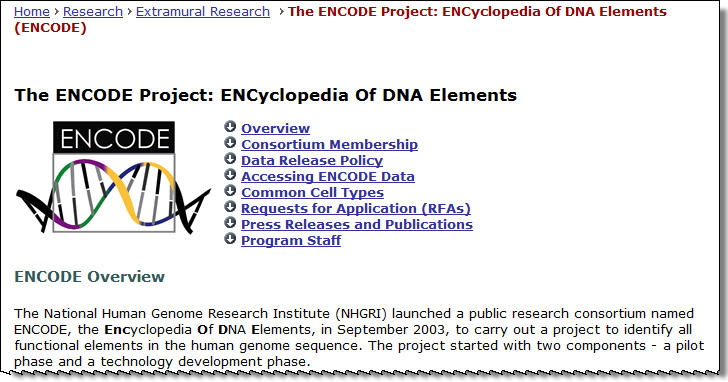 Home › Research › Extramural Research › The ENCODE Project: ENCyclopedia Of DNA Elements
(ENCODE)
The ENCODE Project: ENCyclopedia Of DNA Elements
ENCODE
Overview
Consortium Membership
Data Release Policy
Accessing ENCODE Data
Common Cell Types
Requests for Application (RFAs)
Press Releases and Publications
Program Staff
ENCODE Overview
The National Human Genome Research Institute (NHGRI) launched a public research consortium named
ENCODE, the Encyclopedia Of DNA Elements, in September 2003, to carry out a project to identify all
functional elements in the human genome sequence. The project started with two components - a pilot
phase and a technology development phase.